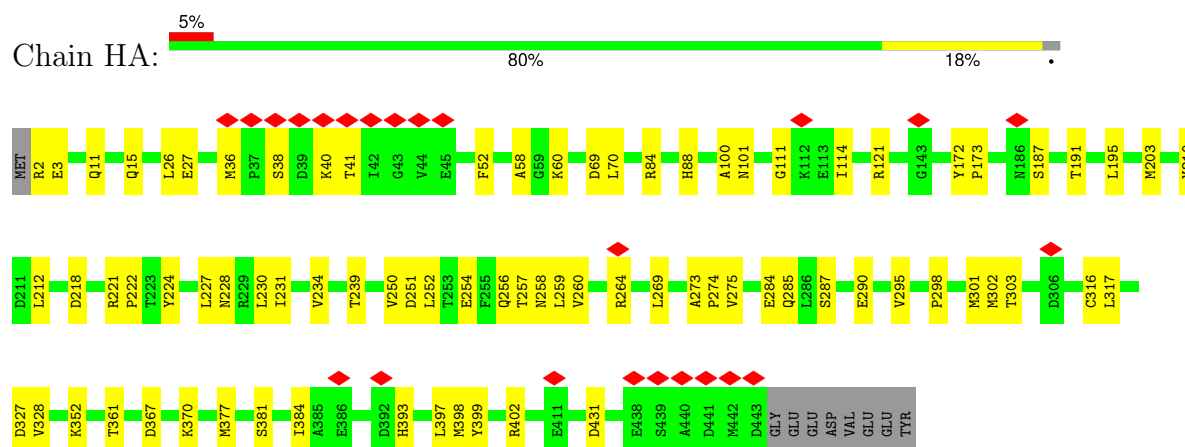 5%
Chain HA:
80% 18% •
MET R2 E3 Q11 Q15 L26 E27 M36 P37 S38 D39 K40 T41 I42 G43 V44 E45 F52 A58 G59 K60 D69 L70 R84 H88 A100 N101 G111 K112 E113 I114 R121 G143 Y172 P173 N186 S187 T191 L195 M203
D211 L212 D218 R221 P222 T223 Y224 L227 N228 R229 L230 I231 V234 T239 V250 D251 L252 T253 E254 F255 Q256 T257 N258 L259 V260 R264 L269 A273 P274 V275 E284 Q285 L286 S287 E290 V295 P298 M301 M302 T303 D306 C316 L317
D327 V328 K352 T361 D367 K370 M377 S381 I384 A385 E386 D392 H393 L397 M398 Y399 R402 E411 D431 E438 S439 A440 D441 M442 D443 GLY GLU GLU GLU ASP VAL GLU GLU TYR